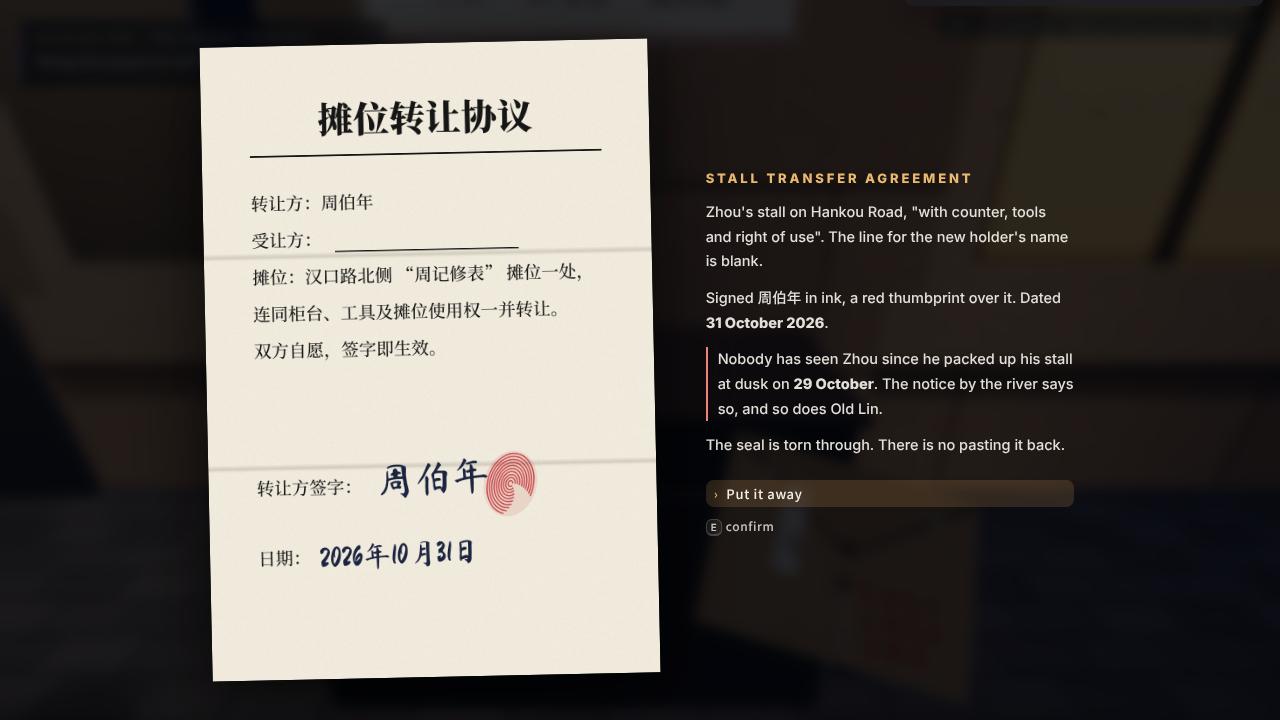 摊位转让协议
转让方：周伯年
受让方：
摊位：汉口路北侧 “周记修表” 摊位一处，
连同柜台、工具及摊位使用权一并转让。
双方自愿，签字即生效。
转让方签字： 周伯年
日期： 2026年10月31日
STALL TRANSFER AGREEMENT
Zhou's stall on Hankou Road, "with counter, tools
and right of use". The line for the new holder's name
is blank.
Signed 周伯年 in ink, a red thumbprint over it. Dated
31 October 2026.
Nobody has seen Zhou since he packed up his stall
at dusk on 29 October. The notice by the river says
so, and so does Old Lin.
The seal is torn through. There is no pasting it back.
› Put it away
E confirm